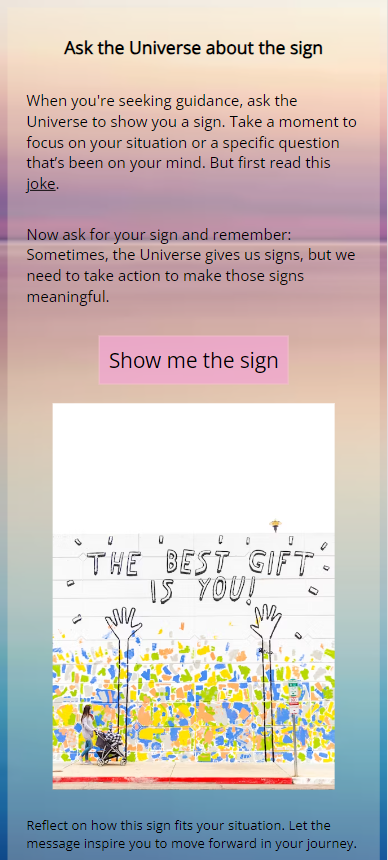 Ask the Universe about the sign
When you're seeking guidance, ask the
Universe to show you a sign. Take a moment to
focus on your situation or a specific question
that’s been on your mind. But first read this
joke.
Now ask for your sign and remember:
Sometimes, the Universe gives us signs, but we
need to take action to make those signs
meaningful.
Show me the sign
THE BEST GIFT
IS YOU!
Reflect on how this sign fits your situation. Let the
message inspire you to move forward in your journey.